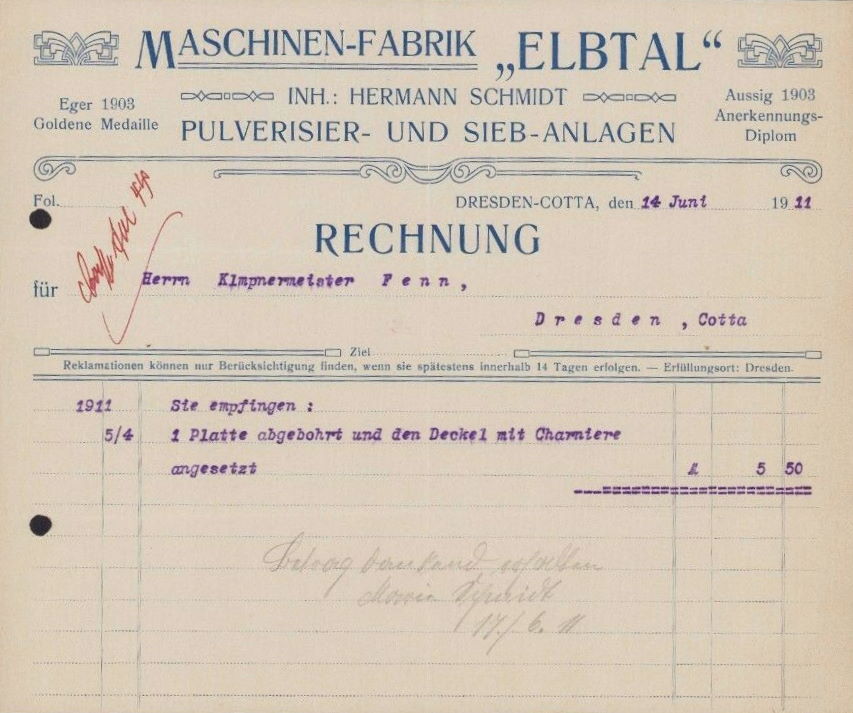 MASCHINEN-FABRIK „ELBTAL“
Eger 1903
Goldene Medaille
INH.: HERMANN SCHMIDT
Aussig 1903
Anerkennungs-
Diplom
PULVERISIER- UND SIEB-ANLAGEN
Fol.
DRESDEN-COTTA, den 14 Juni 1911
RECHNUNG
für Herrn Klmpnermeister Fenn,
Dresden, Cotta
Ziel
Reklamationen können nur Berücksichtigung finden, wenn sie spätestens innerhalb 14 Tagen erfolgen. — Erfüllungsort: Dresden.
1911 Sie empfingen :
5/4 1 Platte abgebohrt und den Deckel mit Charniere
angesetzt 5 50
Betrag dankend erhalten
Schmidt
17./6. 11